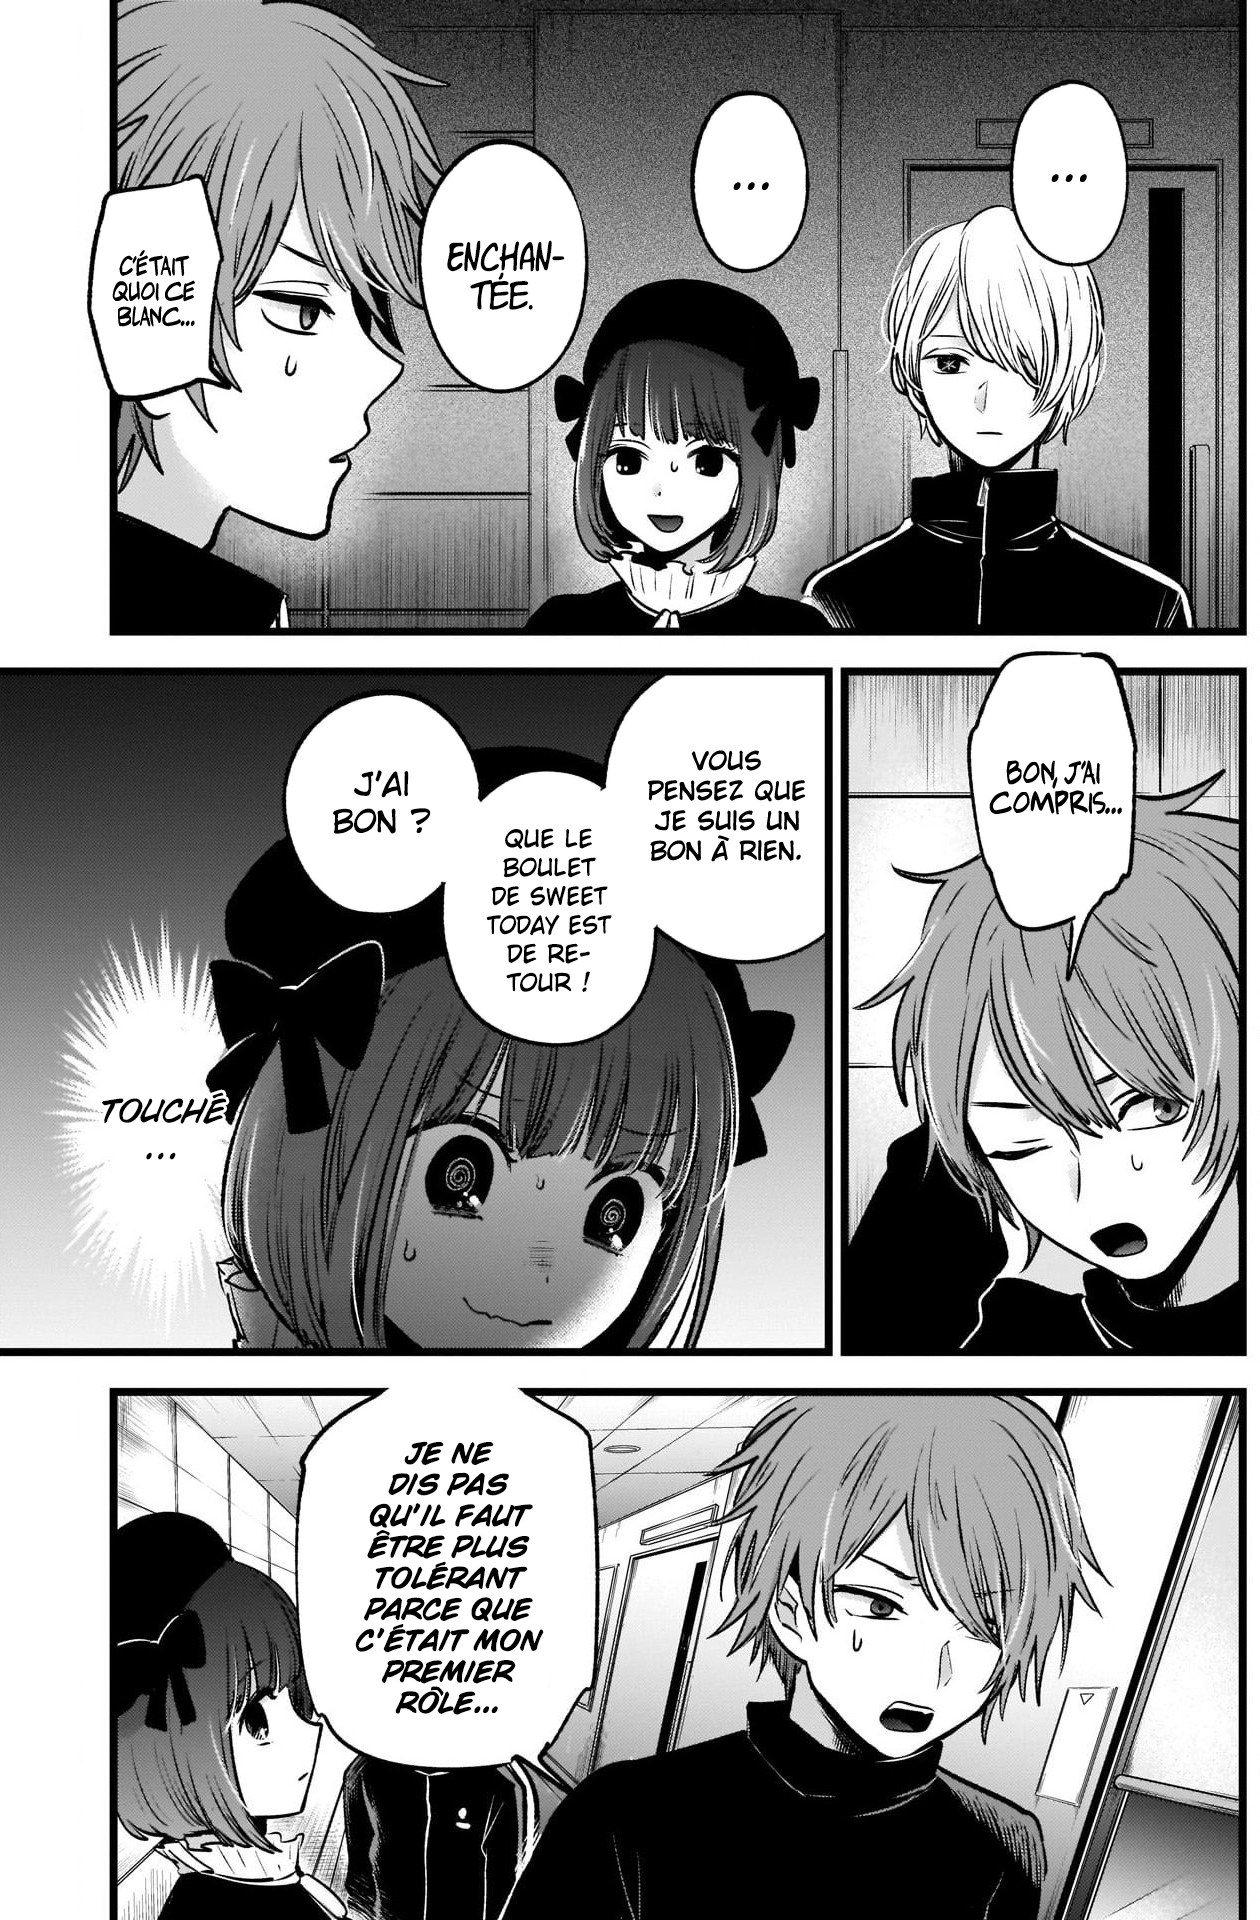 ...
...
ENCHAN-
TÉE.
C'ÉTAIT
QUOI CE
BLANC...
BON, J'AI
COMPRIS...
VOUS
PENSEZ QUE
JE SUIS UN
BON À RIEN.
QUE LE
BOULET
DE SWEET
TODAY EST
DE RE-
TOUR !
J'AI
BON ?
TOUCHÉ
...
JE NE
DIS PAS
QU'IL FAUT
ÊTRE PLUS
TOLÉRANT
PARCE QUE
C'ÉTAIT MON
PREMIER
RÔLE...